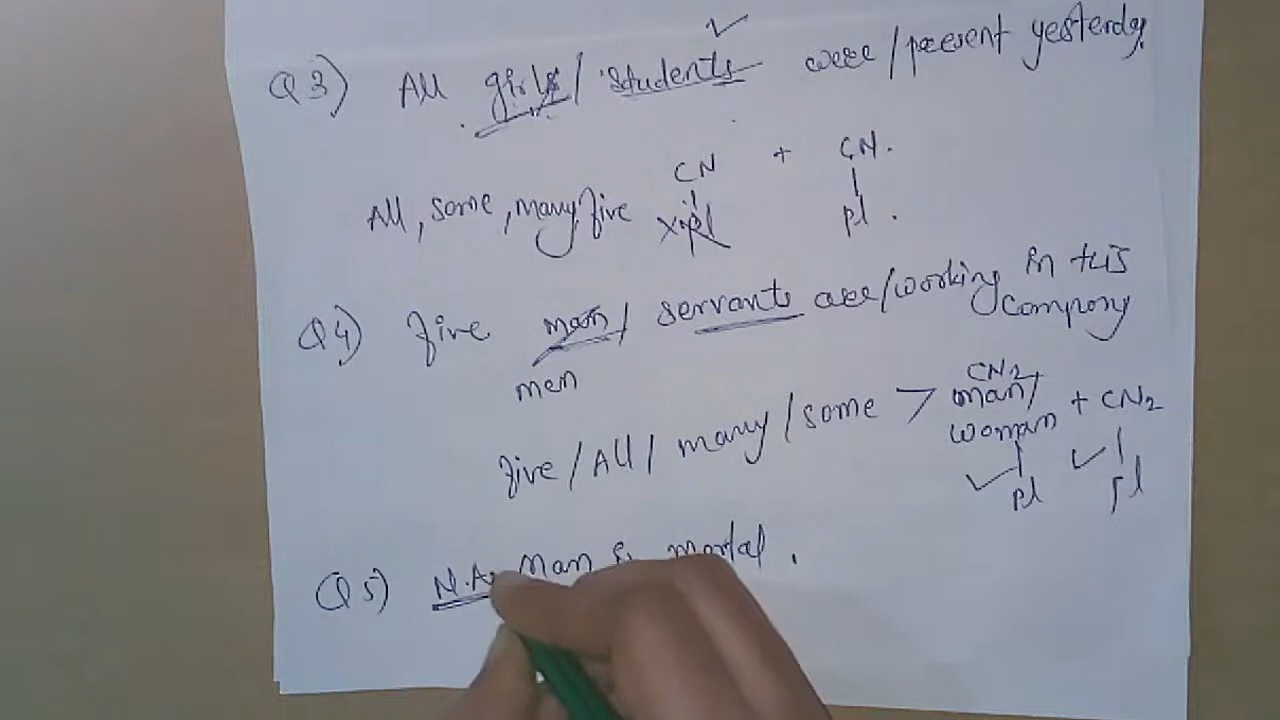 Q3) All girls / students were / present yesterday.
CN + CN.
All, some, many, five pl pl.
Q4) five man / servants are / working in this
company
men
CN2
five / All / many / some > man / + CN2
woman
pl pl
Q5) N.A. Man is mortal.